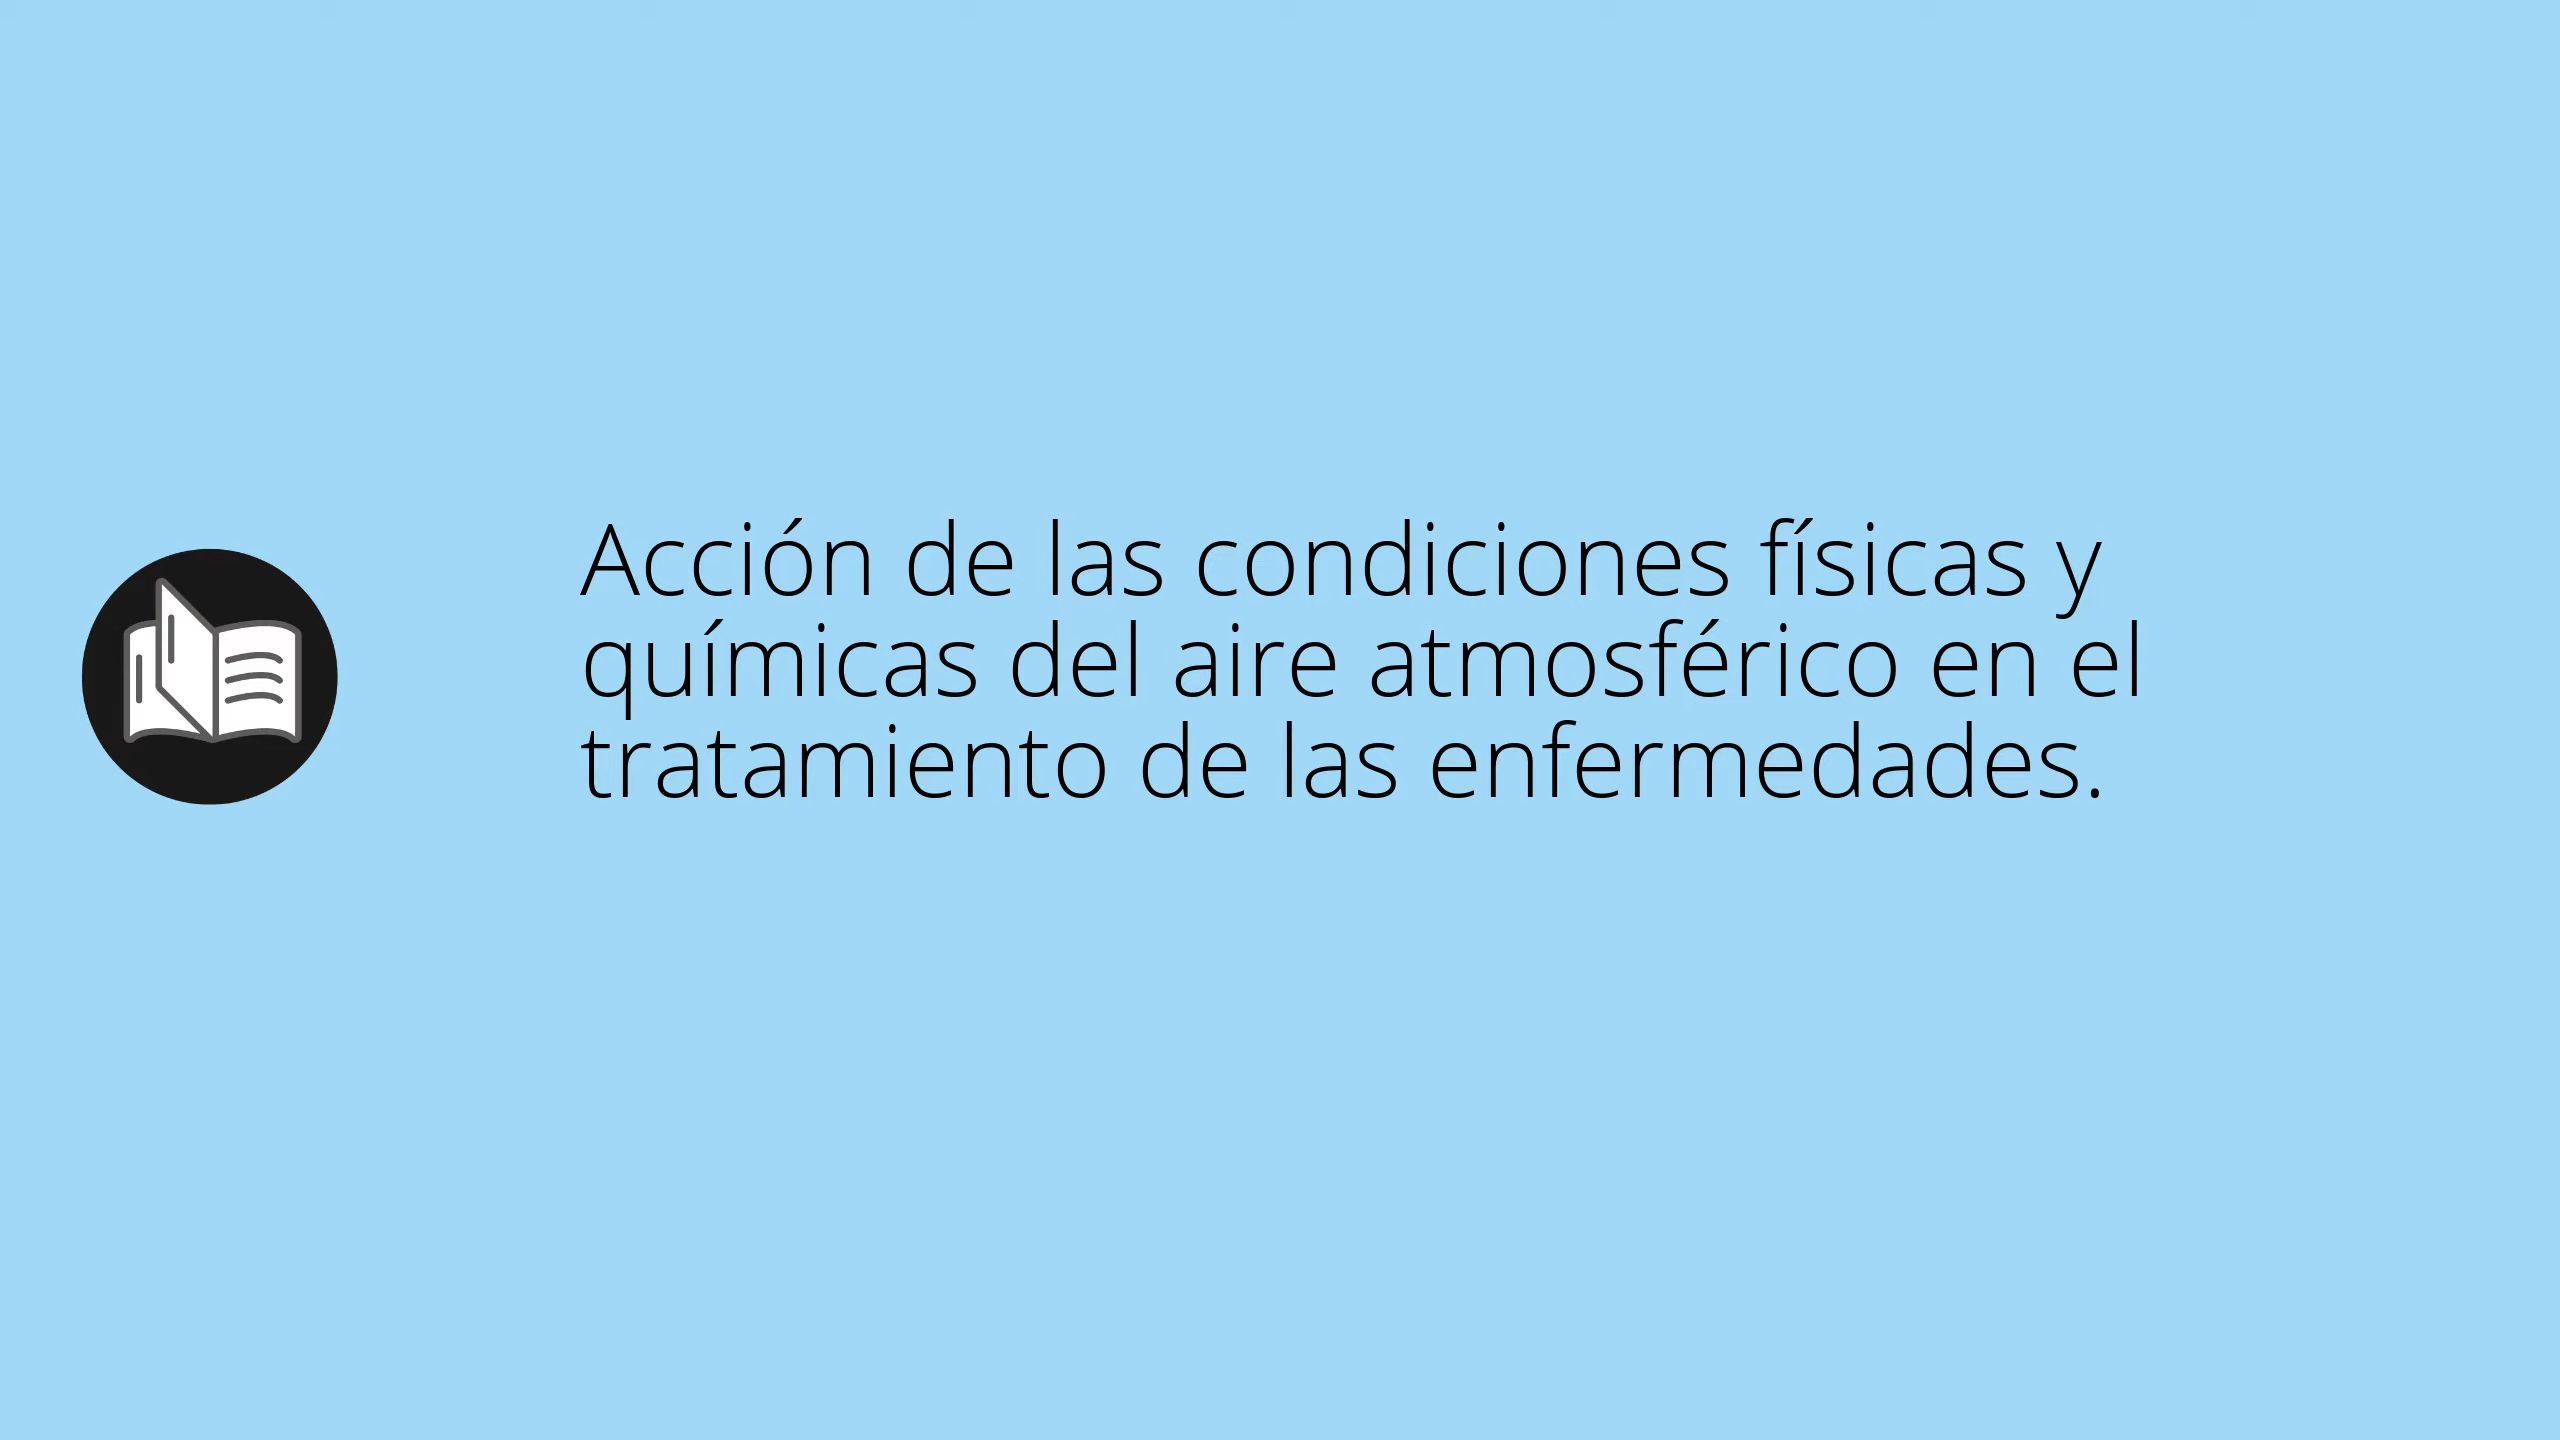 Acción de las condiciones físicas y
químicas del aire atmosférico en el
tratamiento de las enfermedades.